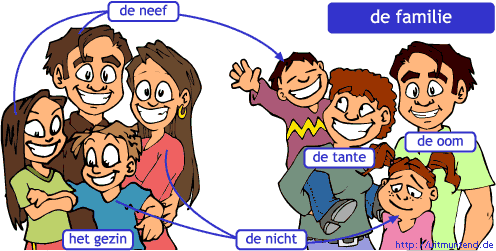 de neef
de familie
de oom
de tante
het gezin
de nicht
http://uitmuntend.de